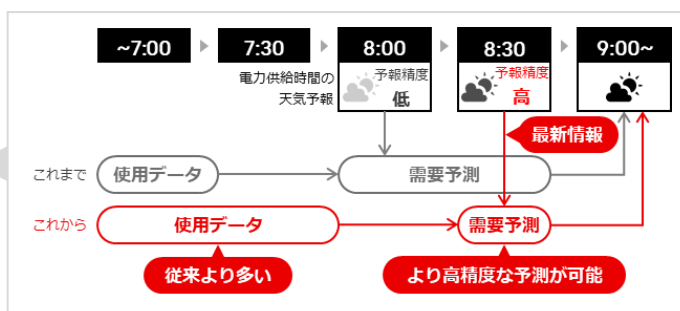 ~7:00
7:30
8:00
8:30
9:00~
電力供給時間の
天気予報
予報精度
低
予報精度
高
最新情報
これまで
使用データ
需要予測
これから
使用データ
需要予測
従来より多い
より高精度な予測が可能